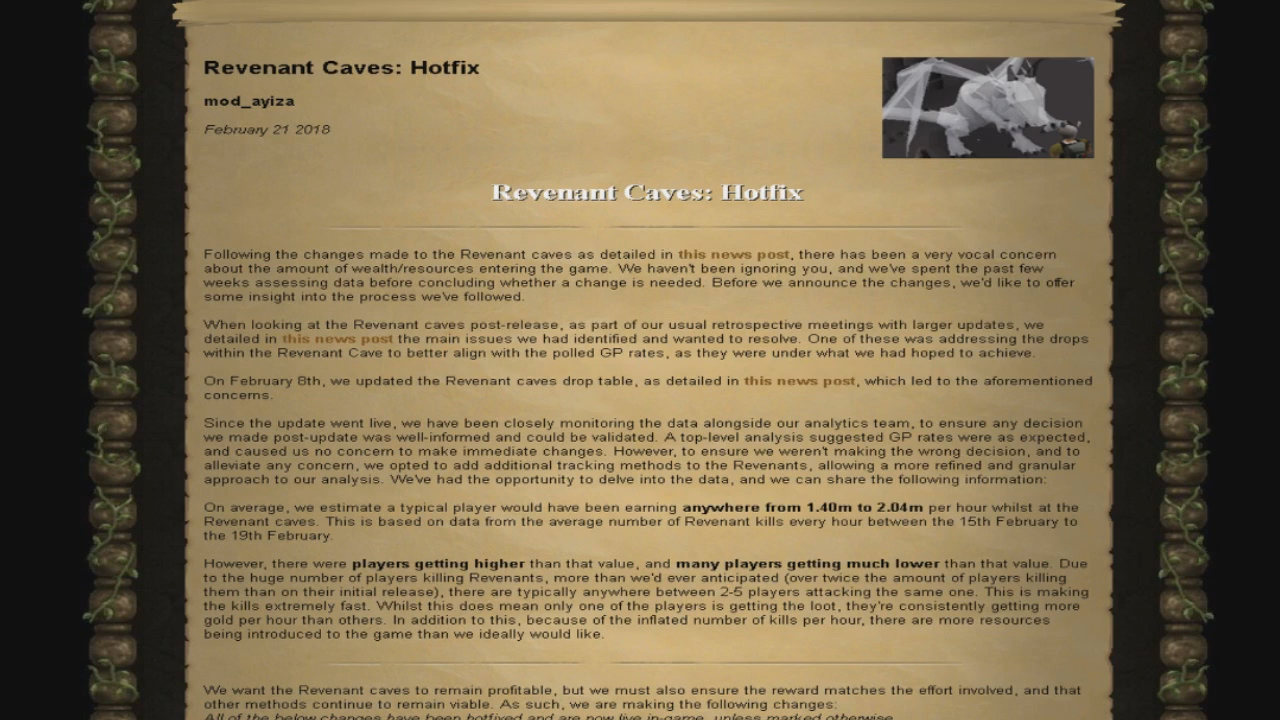 Revenant Caves: Hotfix
mod_ayiza
February 21 2018
Revenant Caves: Hotfix
Following the changes made to the Revenant caves as detailed in this news post, there has been a very vocal concern
about the amount of wealth/resources entering the game. We haven't been ignoring you, and we've spent the past few
weeks assessing data before concluding whether a change is needed. Before we announce the changes, we'd like to offer
some insight into the process we've followed.
When looking at the Revenant caves post-release, as part of our usual retrospective meetings with larger updates, we
detailed in this news post the main issues we had identified and wanted to resolve. One of these was addressing the drops
within the Revenant Cave to better align with the polled GP rates, as they were under what we had hoped to achieve.
On February 8th, we updated the Revenant caves drop table, as detailed in this news post, which led to the aforementioned
concerns.
Since the update went live, we have been closely monitoring the data alongside our analytics team, to ensure any decision
we made post-update was well-informed and could be validated. A top-level analysis suggested GP rates were as expected,
and caused us no concern to make immediate changes. However, to ensure we weren't making the wrong decision, and to
alleviate any concern, we opted to add additional tracking methods to the Revenants, allowing a more refined and granular
approach to our analysis. We've had the opportunity to delve into the data, and we can share the following information:
On average, we estimate a typical player would have been earning anywhere from 1.40m to 2.04m per hour whilst at the
Revenant caves. This is based on data from the average number of Revenant kills every hour between the 15th February to
the 19th February.
However, there were players getting higher than that value, and many players getting much lower than that value. Due
to the huge number of players killing Revenants, more than we'd ever anticipated (over twice the amount of players killing
them than on their initial release), there are typically anywhere between 2-5 players attacking the same one. This is making
the kills extremely fast. Whilst this does mean only one of the players is getting the loot, they're consistently getting more
gold per hour than others. In addition to this, because of the inflated number of kills per hour, there are more resources
being introduced to the game than we ideally would like.
We want the Revenant caves to remain profitable, but we must also ensure the reward matches the effort involved, and that
other methods continue to remain viable. As such, we are making the following changes:
All of the below changes have been hotfixed and are now live in-game, unless marked otherwise